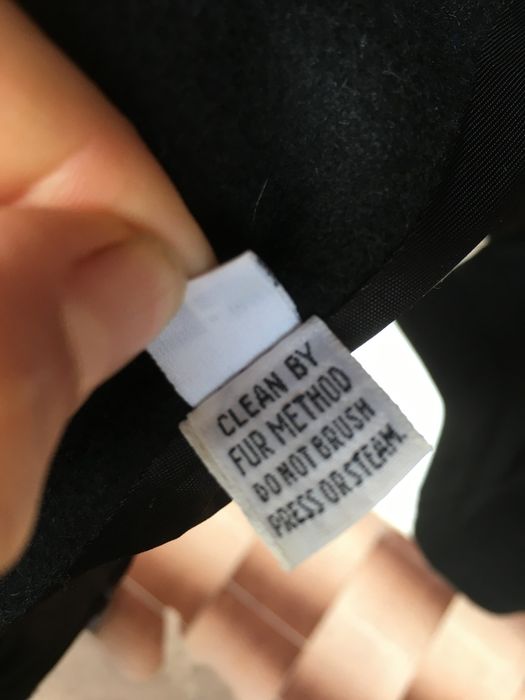 CLEAN BY
FUR METHOD
DO NOT BRUSH
PRESS OR STEAM.